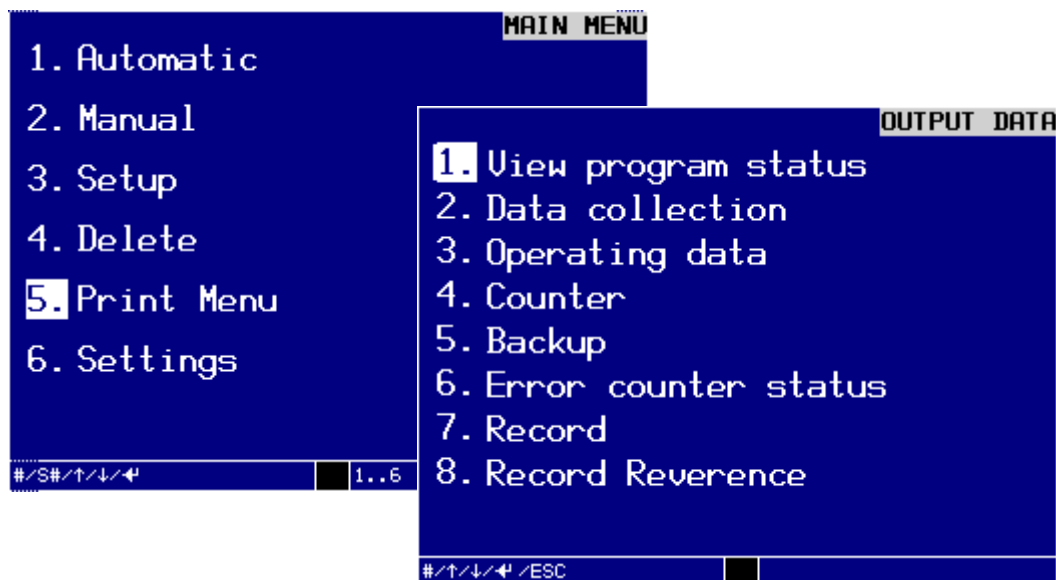 MAIN MENU
1. Automatic
2. Manual
3. Setup
4. Delete
5. Print Menu
6. Settings
#/S#/↑/↓/↵
1..6
OUTPUT DATA
1. View program status
2. Data collection
3. Operating data
4. Counter
5. Backup
6. Error counter status
7. Record
8. Record Reverence
#/↑/↓/↵ /ESC